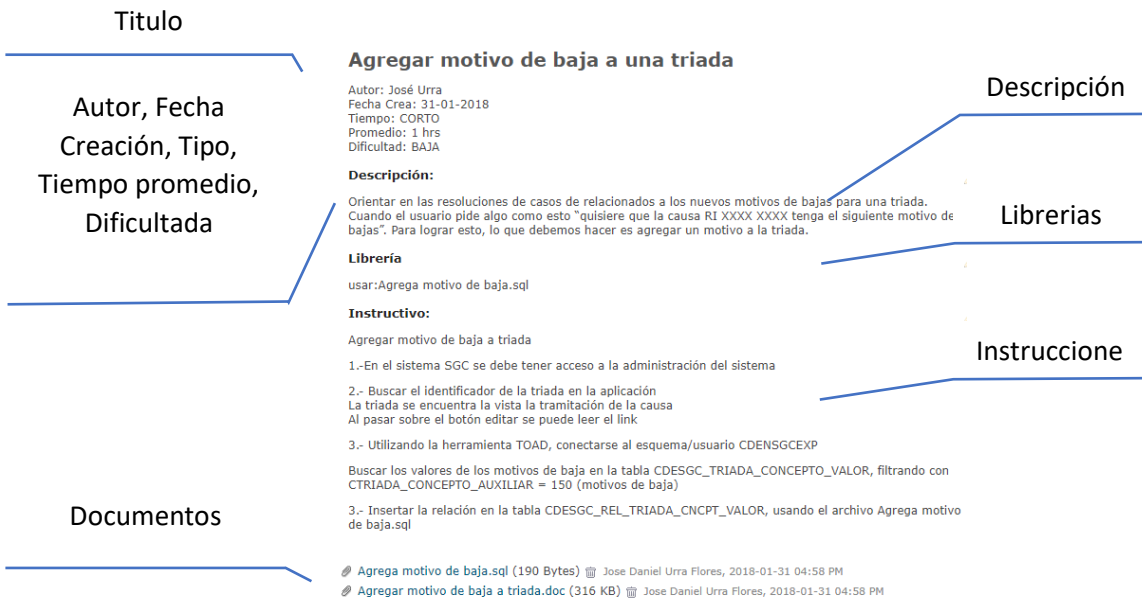 Titulo
Autor, Fecha
Creación, Tipo,
Tiempo promedio,
Dificultada
Documentos
Agregar motivo de baja a una triada
Autor: José Urra
Fecha Crea: 31-01-2018
Tiempo: CORTO
Promedio: 1 hrs
Dificultad: BAJA
Descripción:
Orientar en las resoluciones de casos de relacionados a los nuevos motivos de bajas para una triada.
Cuando el usuario pide algo como esto “quisiere que la causa RI XXXX XXXX tenga el siguiente motivo de
bajas”. Para lograr esto, lo que debemos hacer es agregar un motivo a la triada.
Librería
usar:Agrega motivo de baja.sql
Instructivo:
Agregar motivo de baja a triada
1.-En el sistema SGC se debe tener acceso a la administración del sistema
2.- Buscar el identificador de la triada en la aplicación
La triada se encuentra la vista la tramitación de la causa
Al pasar sobre el botón editar se puede leer el link
3.- Utilizando la herramienta TOAD, conectarse al esquema/usuario CDENSGCEXP
Buscar los valores de los motivos de baja en la tabla CDESGC_TRIADA_CONCEPTO_VALOR, filtrando con
CTRIADA_CONCEPTO_AUXILIAR = 150 (motivos de baja)
3.- Insertar la relación en la tabla CDESGC_REL_TRIADA_CNCPT_VALOR, usando el archivo Agrega motivo
de baja.sql
Agrega motivo de baja.sql (190 Bytes) Jose Daniel Urra Flores, 2018-01-31 04:58 PM
Agregar motivo de baja a triada.doc (316 KB) Jose Daniel Urra Flores, 2018-01-31 04:58 PM
Descripción
Librerias
Instruccione